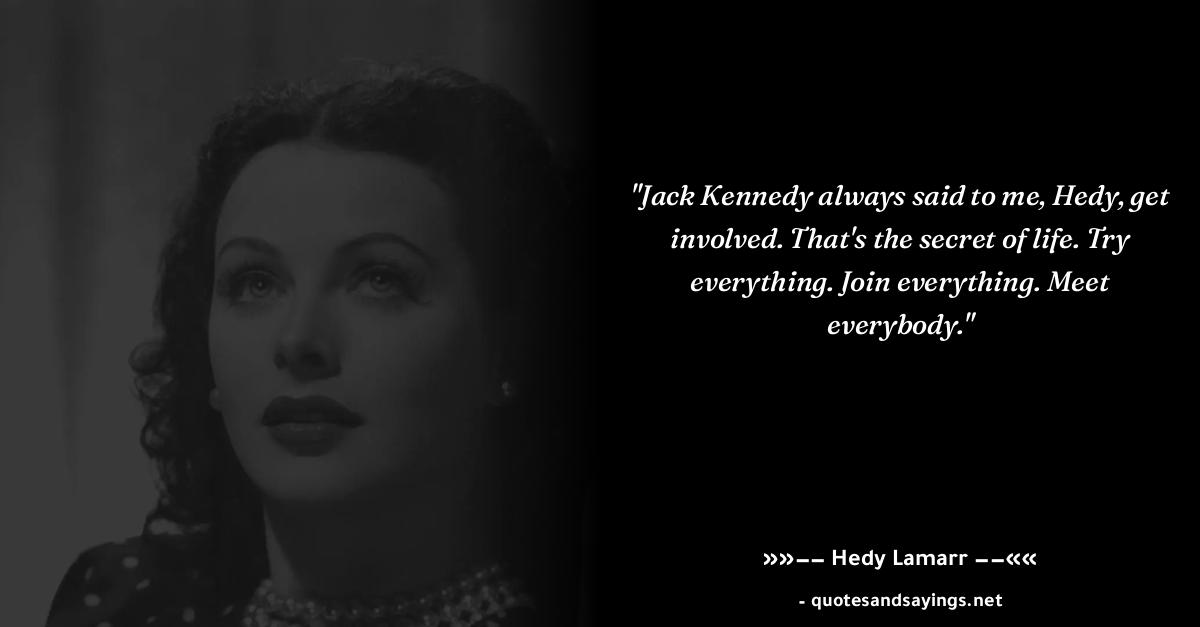 "Jack Kennedy always said to me, Hedy, get
involved. That's the secret of life. Try
everything. Join everything. Meet
everybody."
»»−− Hedy Lamarr −−««
- quotesandsayings.net